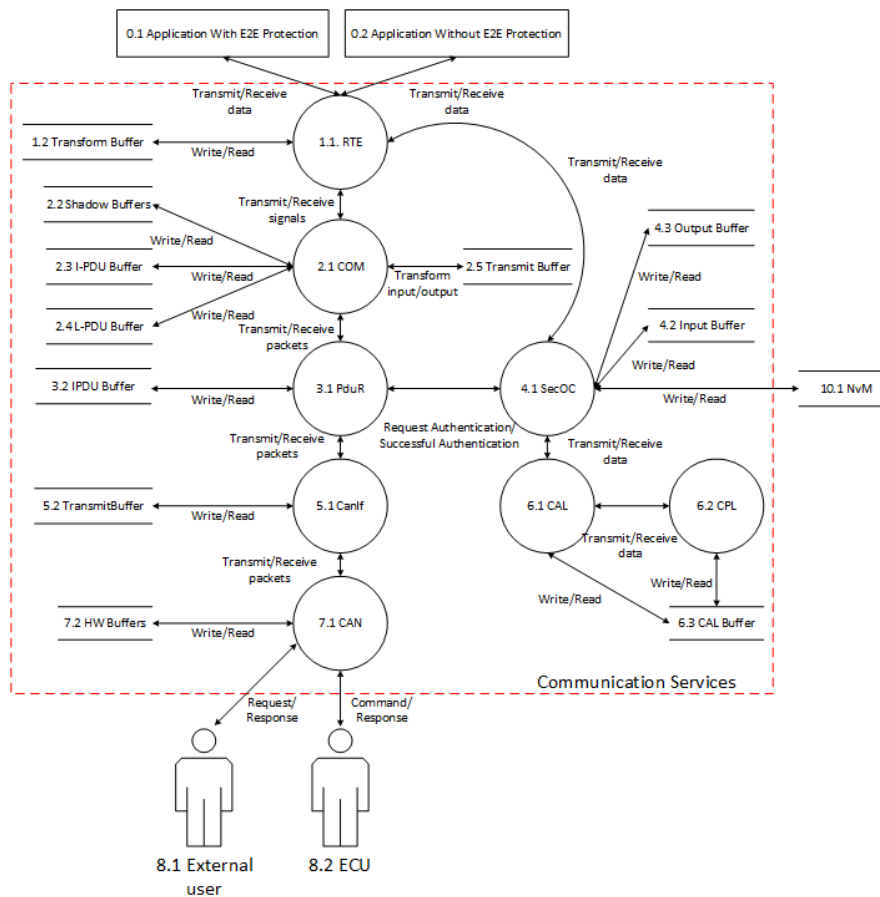 0.1 Application With E2E Protection
0.2 Application Without E2E Protection
Transmit/Receive
data
Transmit/Receive
data
1.2 Transform Buffer
Write/Read
1.1. RTE
Transmit/Receive
data
2.2 Shadow Buffers
Transmit/Receive
signals
4.3 Output Buffer
Write/Read
2.3 I-PDU Buffer
Write/Read
2.1 COM
Transform
input/output
2.5 Transmit Buffer
Write/Read
2.4 L-PDU Buffer
Write/Read
Transmit/Receive
packets
4.2 Input Buffer
Write/Read
3.2 IPDU Buffer
Write/Read
3.1 PduR
Request Authentication/
Successful Authentication
4.1 SecOC
Write/Read
10.1 NvM
Transmit/Receive
packets
Transmit/Receive
data
5.2 TransmitBuffer
Write/Read
5.1 CanIf
6.1 CAL
Transmit/Receive
data
6.2 CPL
Transmit/Receive
packets
Write/Read
Write/Read
7.2 HW Buffers
Write/Read
7.1 CAN
6.3 CAL Buffer
Communication Services
Request/
Response
Command/
Response
8.1 External
user
8.2 ECU